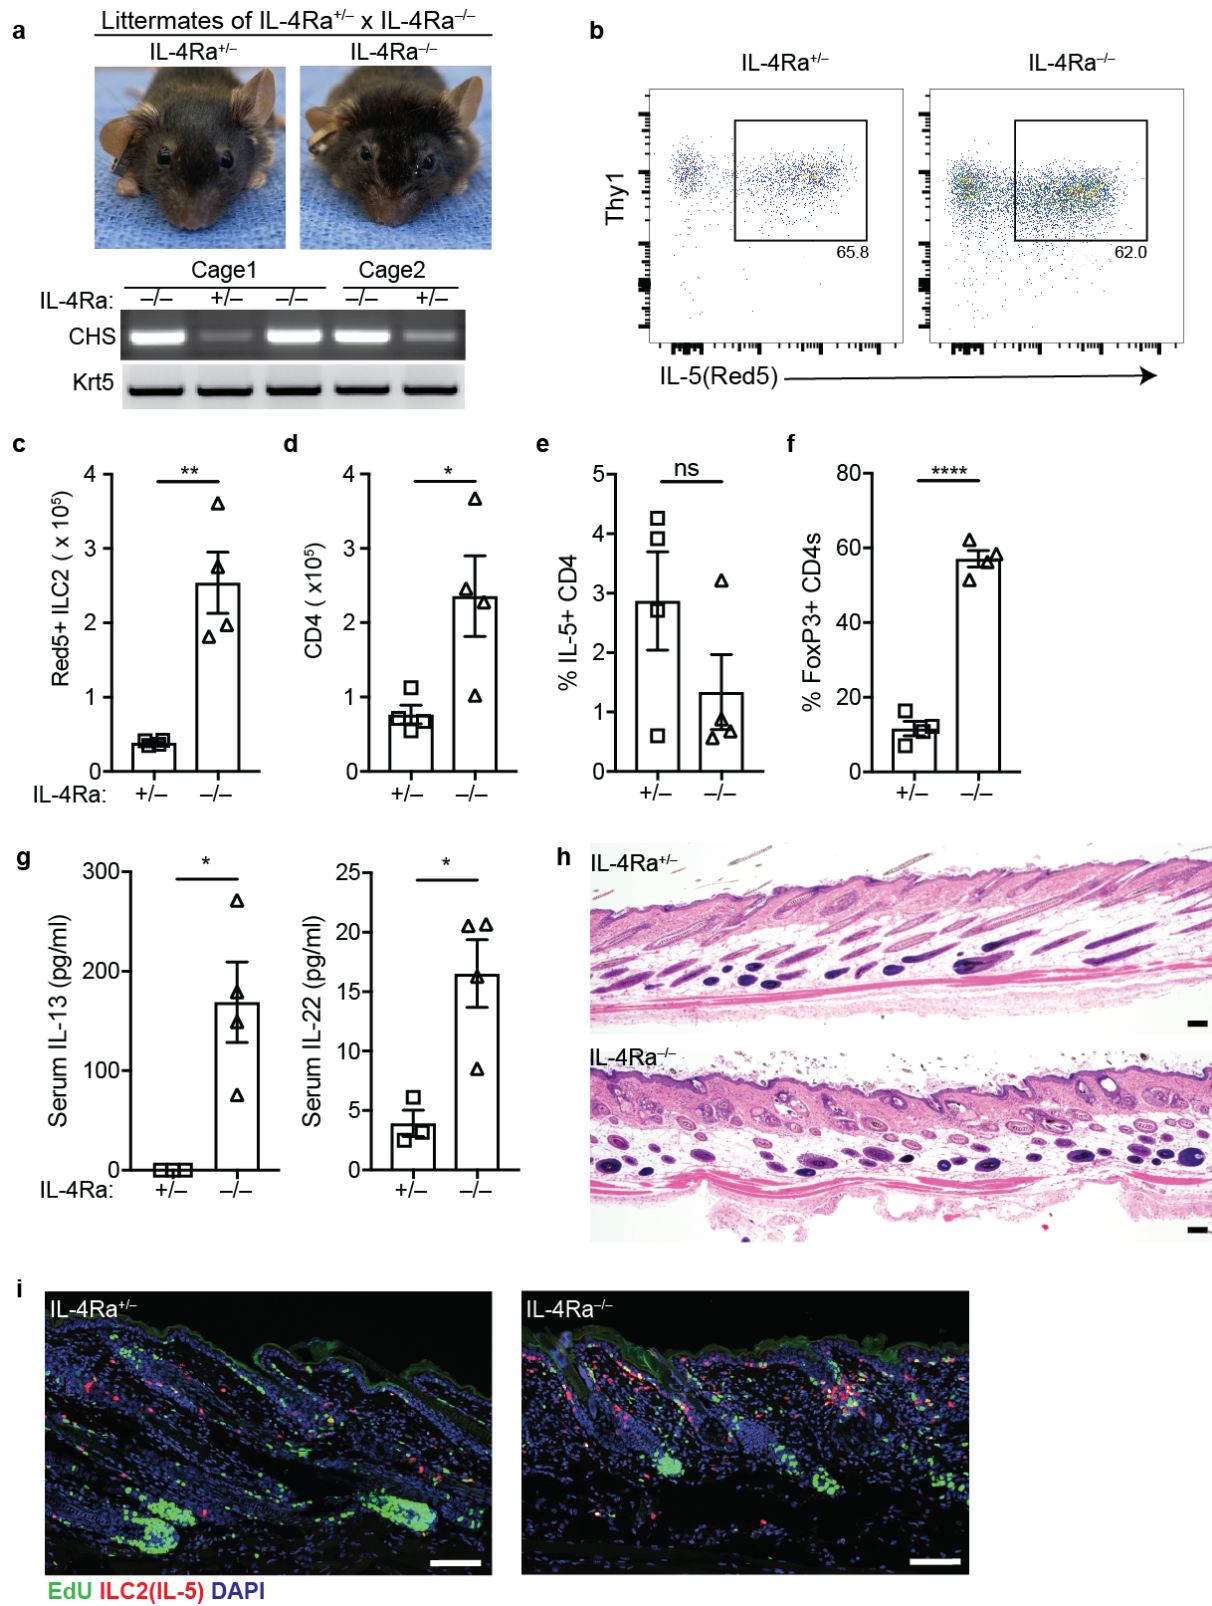 a
Littermates of IL-4Ra+/– x IL-4Ra–/–
IL-4Ra+/– IL-4Ra–/–
Cage1 Cage2
IL-4Ra: –/– +/– –/– –/– +/–
CHS
Krt5
b
IL-4Ra+/– IL-4Ra–/–
Thy1
65.8 62.0
IL-5(Red5)
c
Red5+ ILC2 ( x 10⁵)
4
3
2
1
0
**
IL-4Ra: +/– –/–
d
CD4 ( x10⁵)
4
3
2
1
0
*
+/– –/–
e
% IL-5+ CD4
5
4
3
2
1
0
ns
+/– –/–
f
% FoxP3+ CD4s
80
60
40
20
0
****
+/– –/–
g
Serum IL-13 (pg/ml)
300
200
100
0
*
IL-4Ra: +/– –/–
Serum IL-22 (pg/ml)
25
20
15
10
5
0
*
+/– –/–
h
IL-4Ra+/–
IL-4Ra–/–
i
IL-4Ra+/–
IL-4Ra–/–
EdU ILC2(IL-5) DAPI